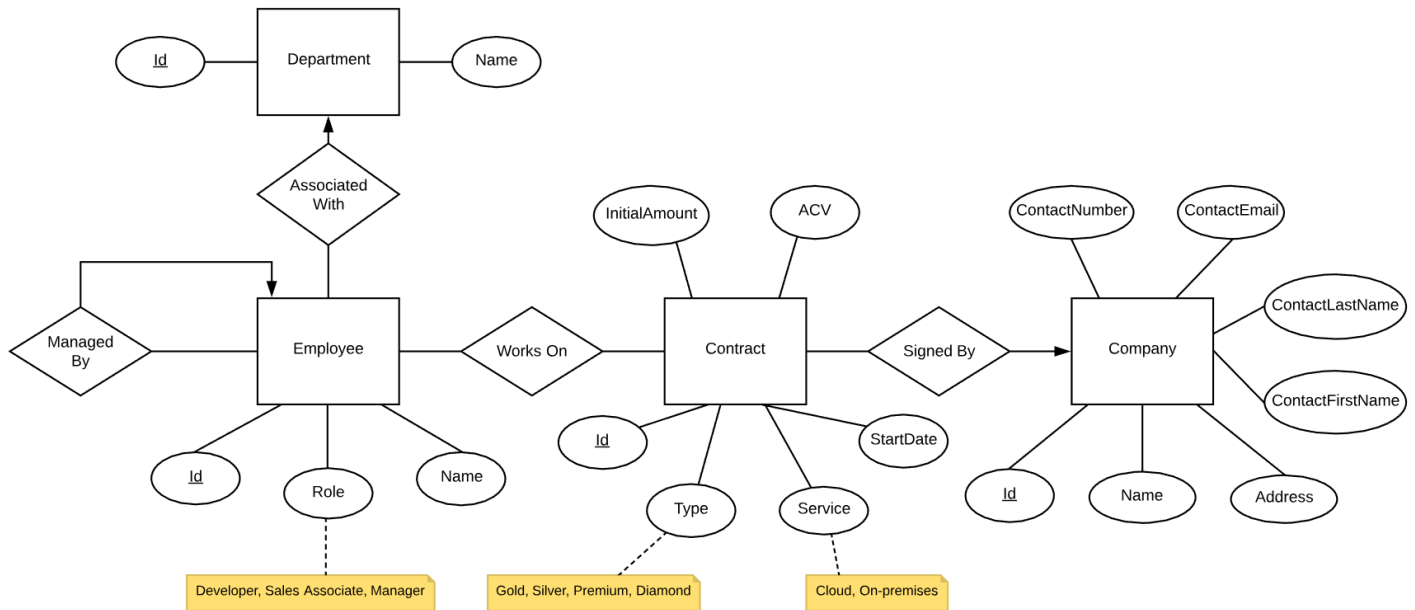 Id
Department
Name
Associated
With
InitialAmount
ACV
ContactNumber
ContactEmail
ContactLastName
Managed
By
Employee
Works On
Contract
Signed By
Company
ContactFirstName
Id
Role
Name
Id
Type
Service
StartDate
Id
Name
Address
Developer, Sales Associate, Manager
Gold, Silver, Premium, Diamond
Cloud, On-premises